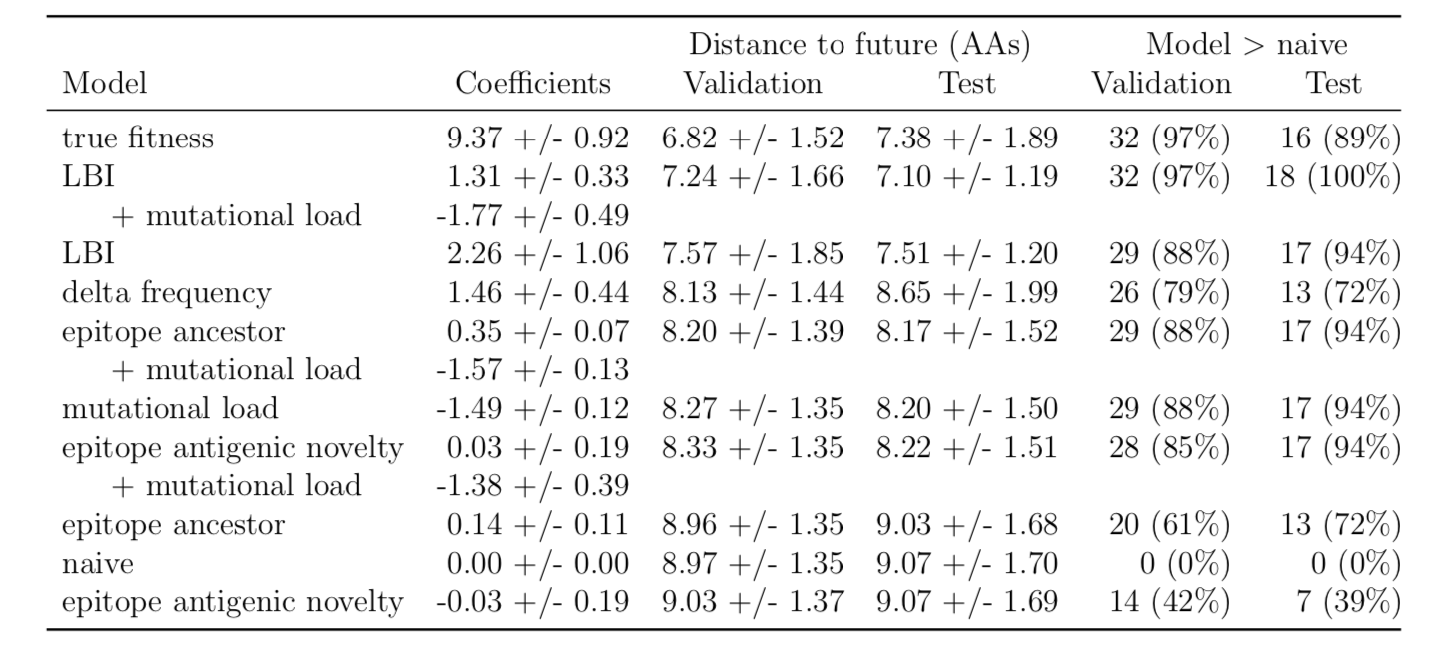 Distance to future (AAs) Model > naive
Model Coefficients Validation Test Validation Test
true fitness 9.37 +/- 0.92 6.82 +/- 1.52 7.38 +/- 1.89 32 (97%) 16 (89%)
LBI 1.31 +/- 0.33 7.24 +/- 1.66 7.10 +/- 1.19 32 (97%) 18 (100%)
+ mutational load -1.77 +/- 0.49
LBI 2.26 +/- 1.06 7.57 +/- 1.85 7.51 +/- 1.20 29 (88%) 17 (94%)
delta frequency 1.46 +/- 0.44 8.13 +/- 1.44 8.65 +/- 1.99 26 (79%) 13 (72%)
epitope ancestor 0.35 +/- 0.07 8.20 +/- 1.39 8.17 +/- 1.52 29 (88%) 17 (94%)
+ mutational load -1.57 +/- 0.13
mutational load -1.49 +/- 0.12 8.27 +/- 1.35 8.20 +/- 1.50 29 (88%) 17 (94%)
epitope antigenic novelty 0.03 +/- 0.19 8.33 +/- 1.35 8.22 +/- 1.51 28 (85%) 17 (94%)
+ mutational load -1.38 +/- 0.39
epitope ancestor 0.14 +/- 0.11 8.96 +/- 1.35 9.03 +/- 1.68 20 (61%) 13 (72%)
naive 0.00 +/- 0.00 8.97 +/- 1.35 9.07 +/- 1.70 0 (0%) 0 (0%)
epitope antigenic novelty -0.03 +/- 0.19 9.03 +/- 1.37 9.07 +/- 1.69 14 (42%) 7 (39%)